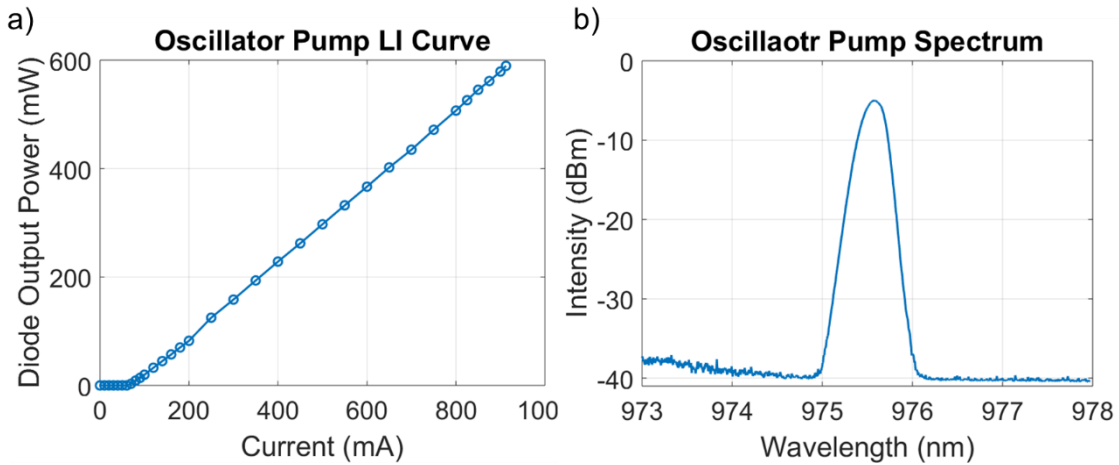 a)
Oscillator Pump LI Curve
Diode Output Power (mW)
600
400
200
0
0 200 400 600 800 100
Current (mA)
b)
Oscillaotr Pump Spectrum
Intensity (dBm)
0
-10
-20
-30
-40
973 974 975 976 977 978
Wavelength (nm)